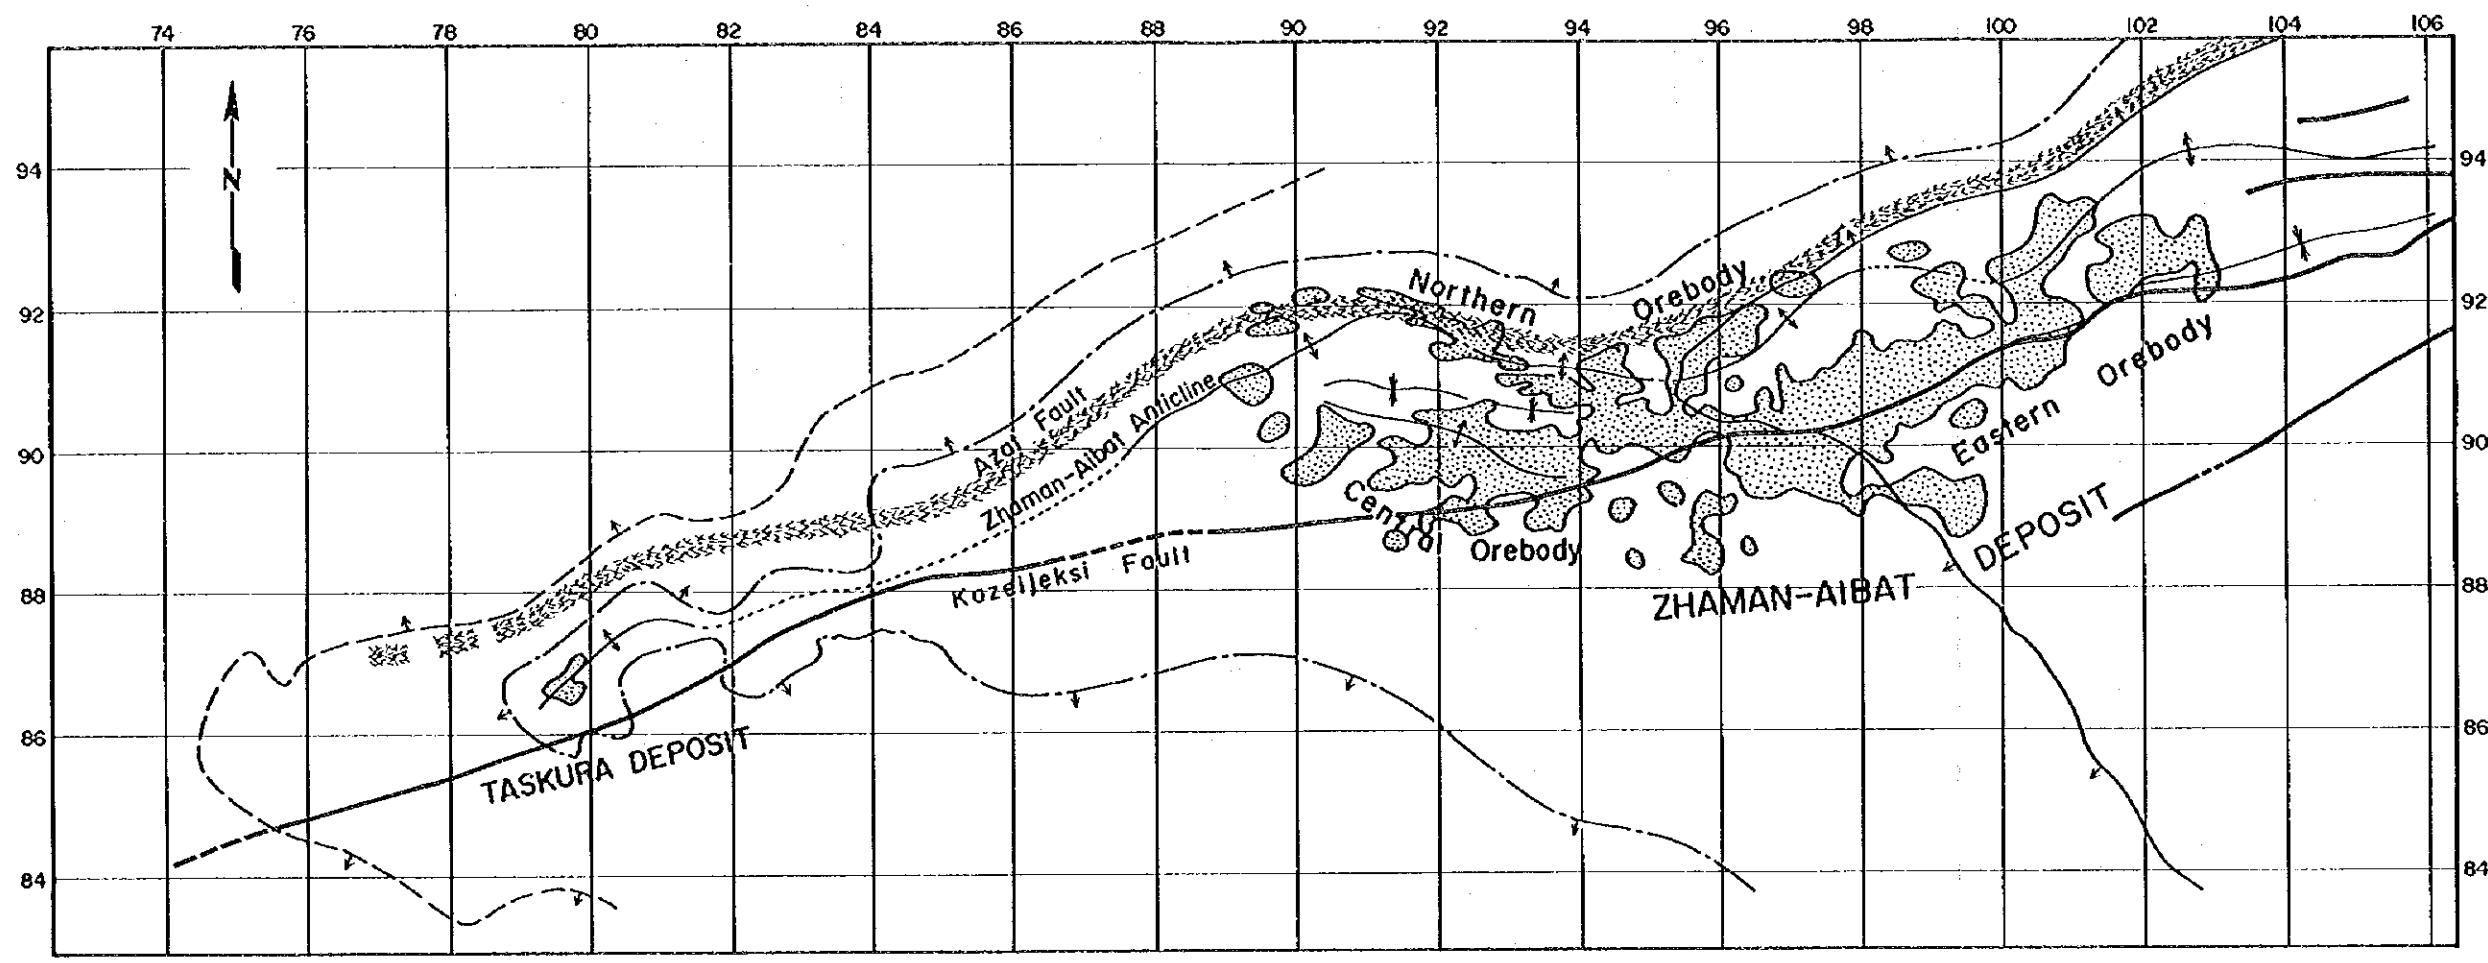 74 76 78 80 82 84 86 88 90 92 94 96 98 100 102 104 106
94 94
N
Northern Orebody
92 92
Azat Fault
Zhaman-Aibat Anticline
Eastern Orebody
90 90
Central Orebody
Kozeljeksi Fault
ZHAMAN-AIBAT DEPOSIT
88 88
86 86
TASKURA DEPOSIT
84 84